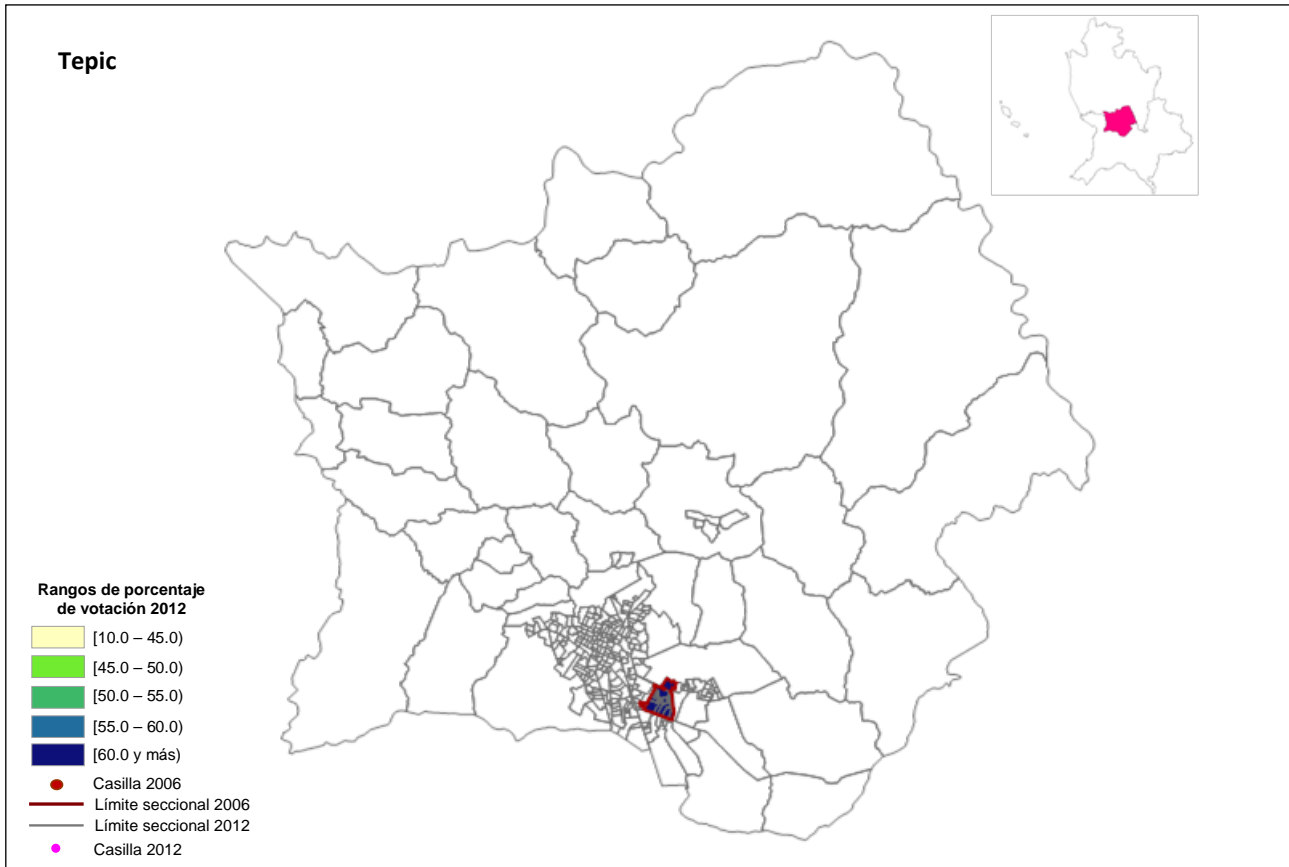 Tepic
Rangos de porcentaje
de votación 2012
[10.0 – 45.0)
[45.0 – 50.0)
[50.0 – 55.0)
[55.0 – 60.0)
[60.0 y más)
Casilla 2006
Límite seccional 2006
Límite seccional 2012
Casilla 2012